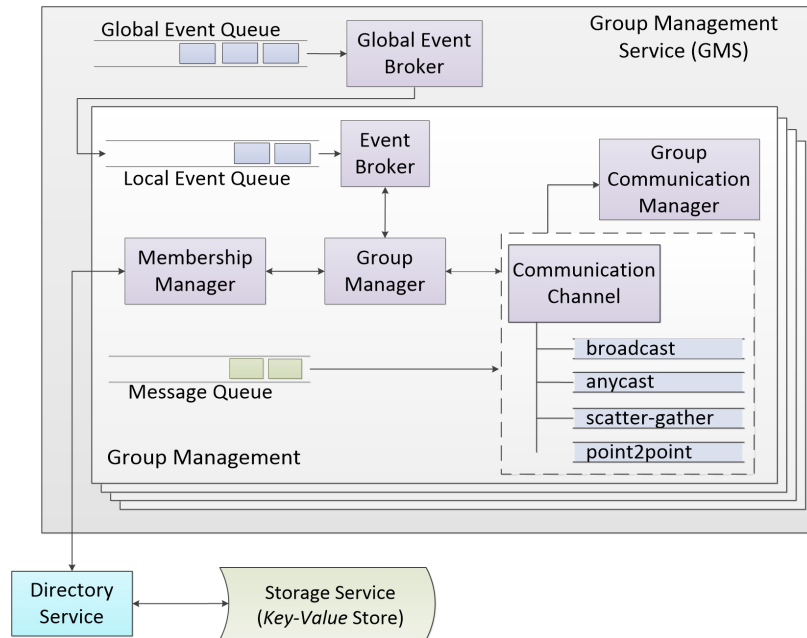 Global Event Queue
Global Event
Broker
Group Management
Service (GMS)
Local Event Queue
Event
Broker
Group
Communication
Manager
Membership
Manager
Group
Manager
Communication
Channel
broadcast
anycast
scatter-gather
point2point
Message Queue
Group Management
Directory
Service
Storage Service
(Key-Value Store)